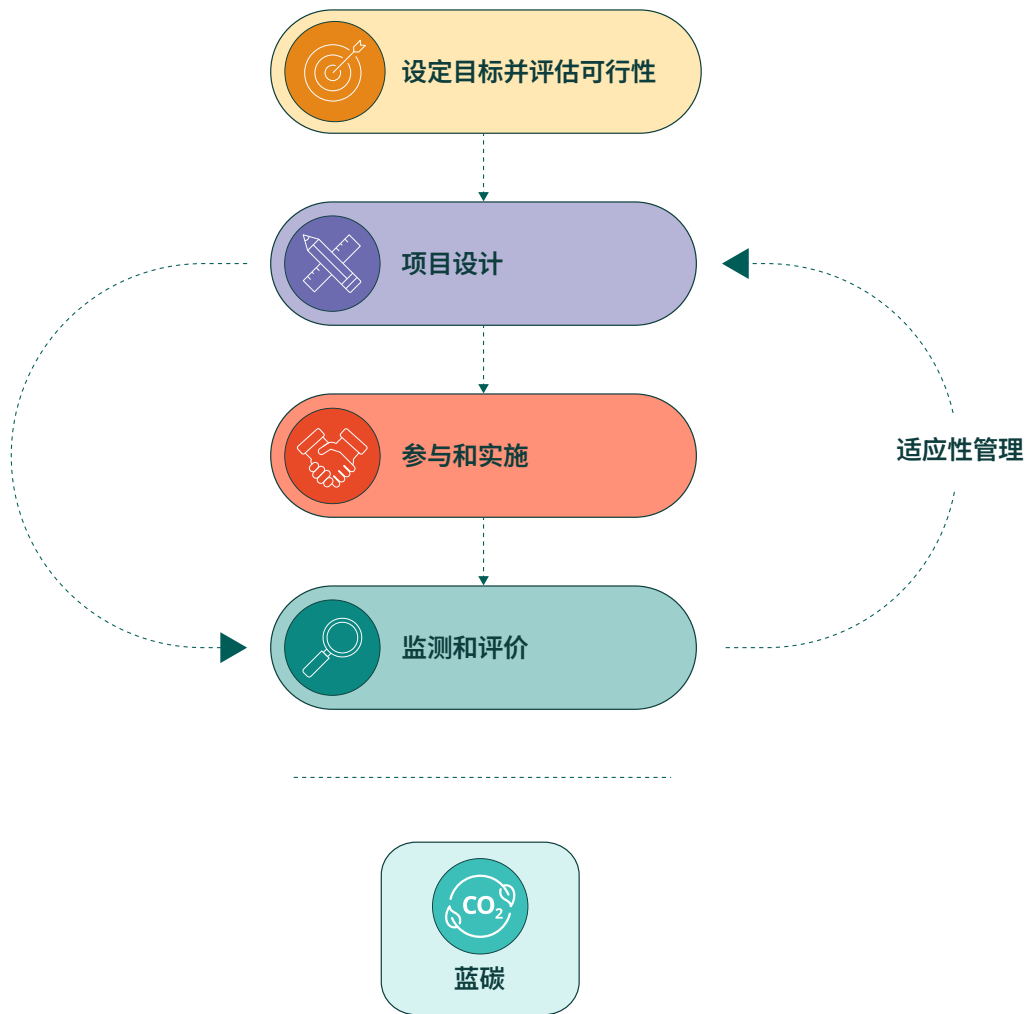 设定目标并评估可行性
项目设计
参与和实施
适应性管理
监测和评价
CO₂
蓝碳